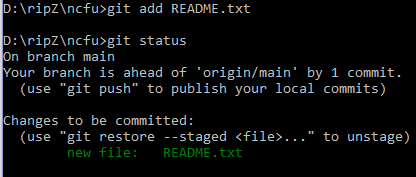 D:\ripZ\ncfu>git add README.txt
D:\ripZ\ncfu>git status
On branch main
Your branch is ahead of 'origin/main' by 1 commit.
  (use "git push" to publish your local commits)
Changes to be committed:
  (use "git restore --staged <file>..." to unstage)
        new file:   README.txt